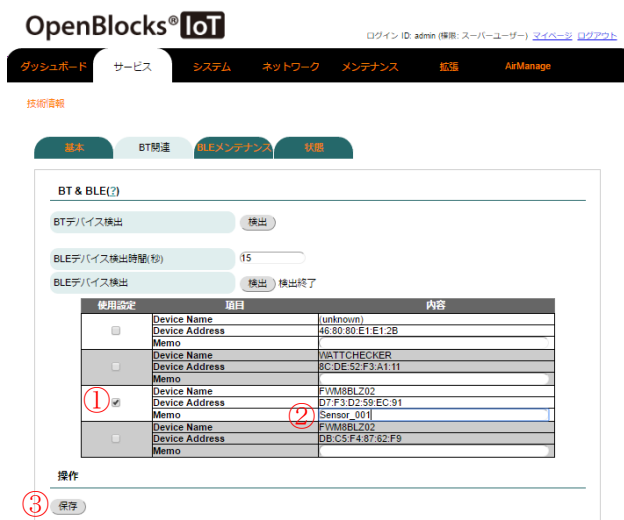 OpenBlocks® IoT
ログイン ID: admin (権限: スーパーユーザー) マイページ ログアウト
ダッシュボード サービス システム ネットワーク メンテナンス 拡張 AirManage
技術情報
基本 BT関連 BLEメンテナンス 状態
BT & BLE(?)
BTデバイス検出 検出
BLEデバイス検出時間(秒) 15
BLEデバイス検出 検出 検出終了
使用設定 項目 内容
Device Name (unknown)
Device Address 46:80:80:E1:E1:2B
Memo
Device Name WATTCHECKER
Device Address 8C:DE:52:F3:A1:11
Memo
Device Name FWM8BLZ02
① Device Address D7:F3:D2:59:EC:91
Memo ② Sensor_001
Device Name FWM8BLZ02
Device Address DB:C5:F4:87:62:F9
Memo
操作
③ 保存